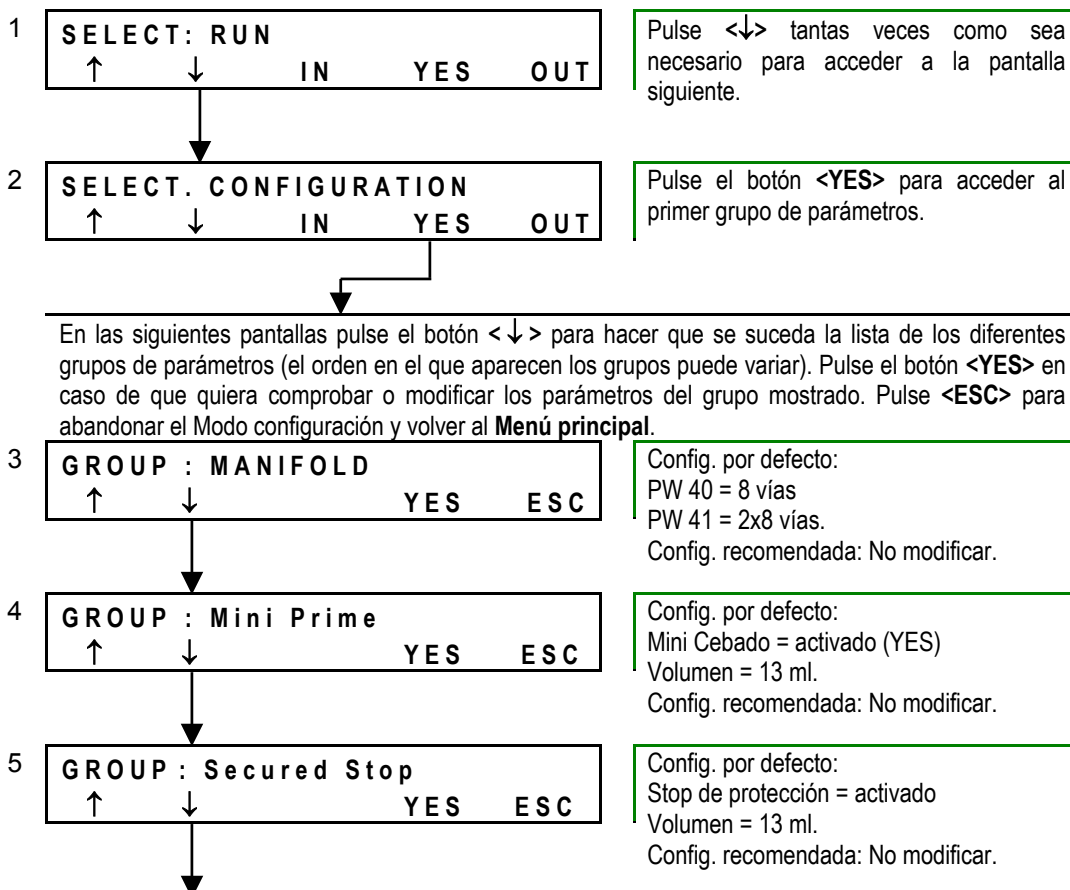 1
SELECT: RUN
↑ ↓ IN YES OUT
Pulse <↓> tantas veces como sea
necesario para acceder a la pantalla
siguiente.
2
SELECT. CONFIGURATION
↑ ↓ IN YES OUT
Pulse el botón <YES> para acceder al
primer grupo de parámetros.
En las siguientes pantallas pulse el botón <↓> para hacer que se suceda la lista de los diferentes
grupos de parámetros (el orden en el que aparecen los grupos puede variar). Pulse el botón <YES> en
caso de que quiera comprobar o modificar los parámetros del grupo mostrado. Pulse <ESC> para
abandonar el Modo configuración y volver al Menú principal.
3
GROUP : MANIFOLD
↑ ↓ YES ESC
Config. por defecto:
PW 40 = 8 vías
PW 41 = 2x8 vías.
Config. recomendada: No modificar.
4
GROUP : Mini Prime
↑ ↓ YES ESC
Config. por defecto:
Mini Cebado = activado (YES)
Volumen = 13 ml.
Config. recomendada: No modificar.
5
GROUP : Secured Stop
↑ ↓ YES ESC
Config. por defecto:
Stop de protección = activado
Volumen = 13 ml.
Config. recomendada: No modificar.